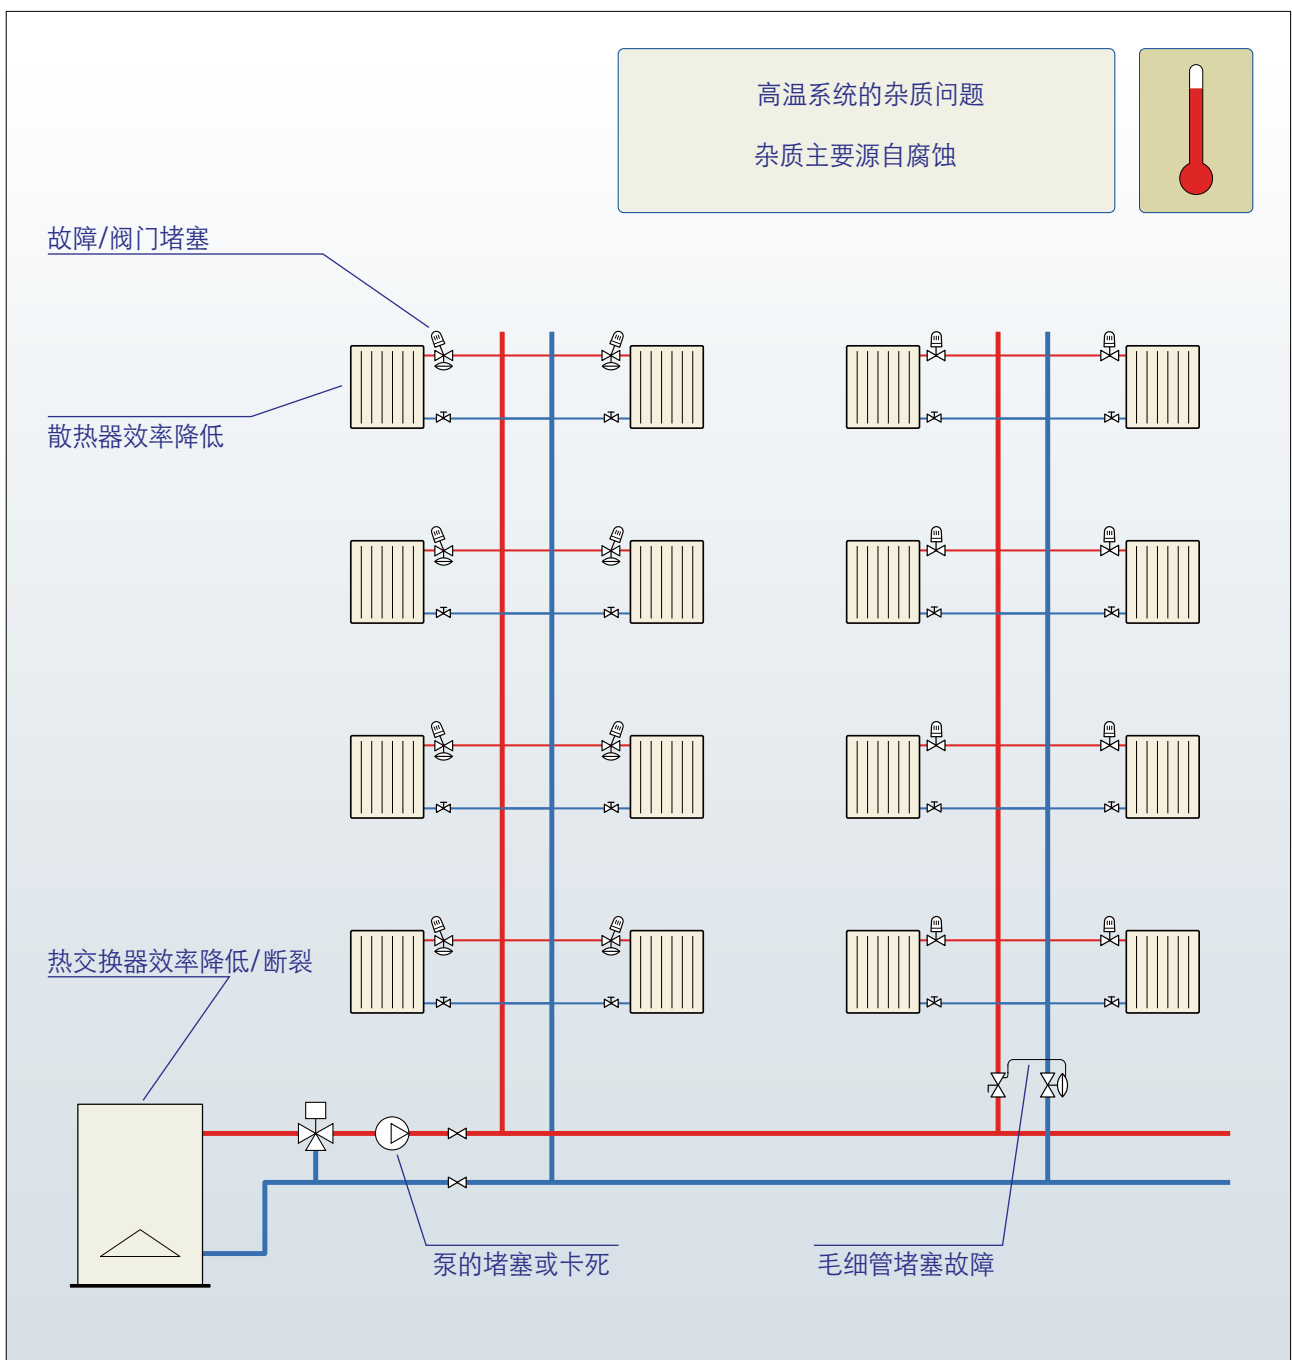 高温系统的杂质问题
杂质主要源自腐蚀
故障/阀门堵塞
散热器效率降低
热交换器效率降低/断裂
泵的堵塞或卡死
毛细管堵塞故障